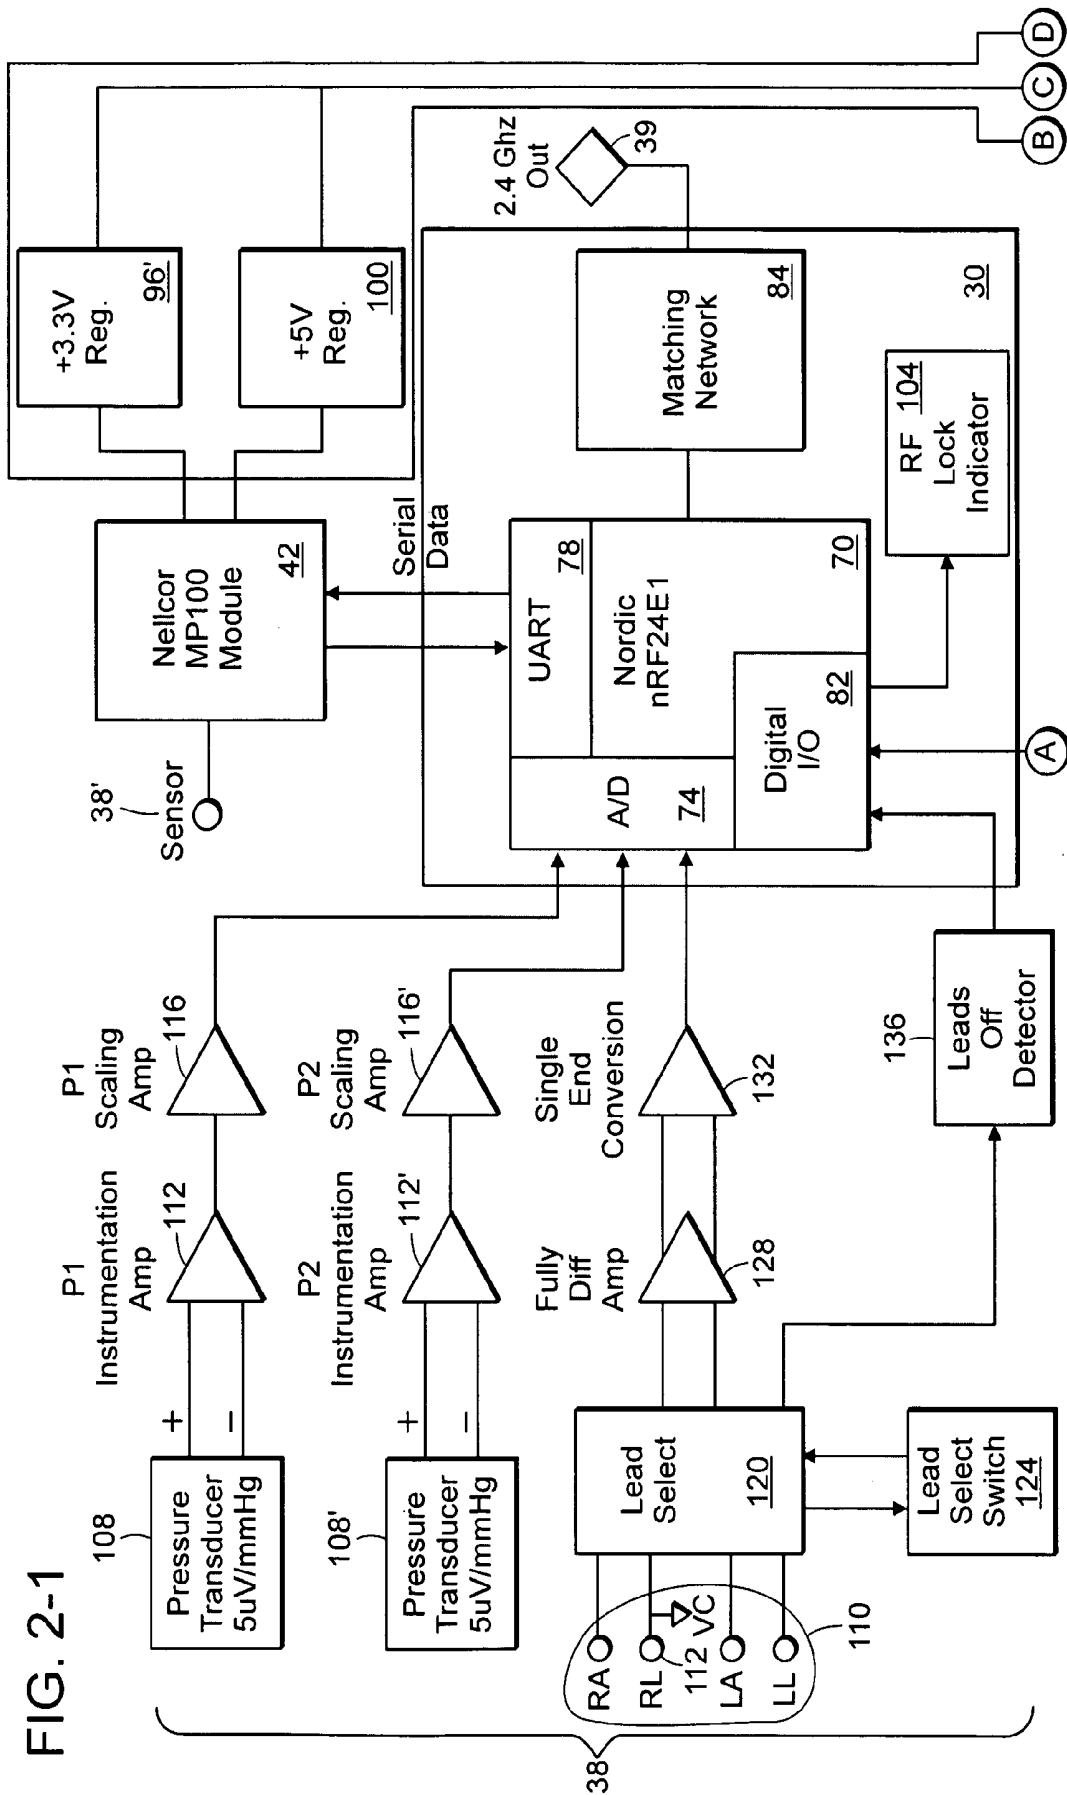 FIG. 2-1
38
108
Pressure
Transducer
5uV/mmHg
+
−
P1
Instrumentation
Amp
112
P1
Scaling
Amp
116
108'
Pressure
Transducer
5uV/mmHg
+
−
P2
Instrumentation
Amp
112'
P2
Scaling
Amp
116'
RA
RL
112
VC
LA
LL
110
Lead
Select
120
Lead
Select
Switch
124
Fully
Diff
Amp
128
Single
End
Conversion
132
136
Leads
Off
Detector
38'
Sensor
Nellcor
MP100
Module
42
+3.3V
Reg.
96'
+5V
Reg.
100
Serial
Data
UART
78
A/D
74
Nordic
nRF24E1
70
Digital
I/O
82
Matching
Network
84
2.4 Ghz
Out
39
RF
104
Lock
Indicator
30
A
B
C
D